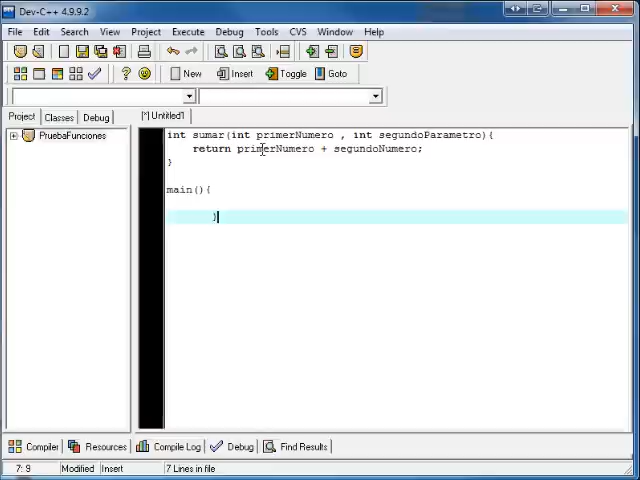 Dev-C++ 4.9.9.2
File Edit Search View Project Execute Debug Tools CVS Window Help
New Insert Toggle Goto
Project Classes Debug [*] Untitled1
PruebaFunciones
int sumar(int primerNumero , int segundoParametro){
return primerNumero + segundoNumero;
}
main(){
}
Compiler Resources Compile Log Debug Find Results
7: 9 Modified Insert 7 Lines in file